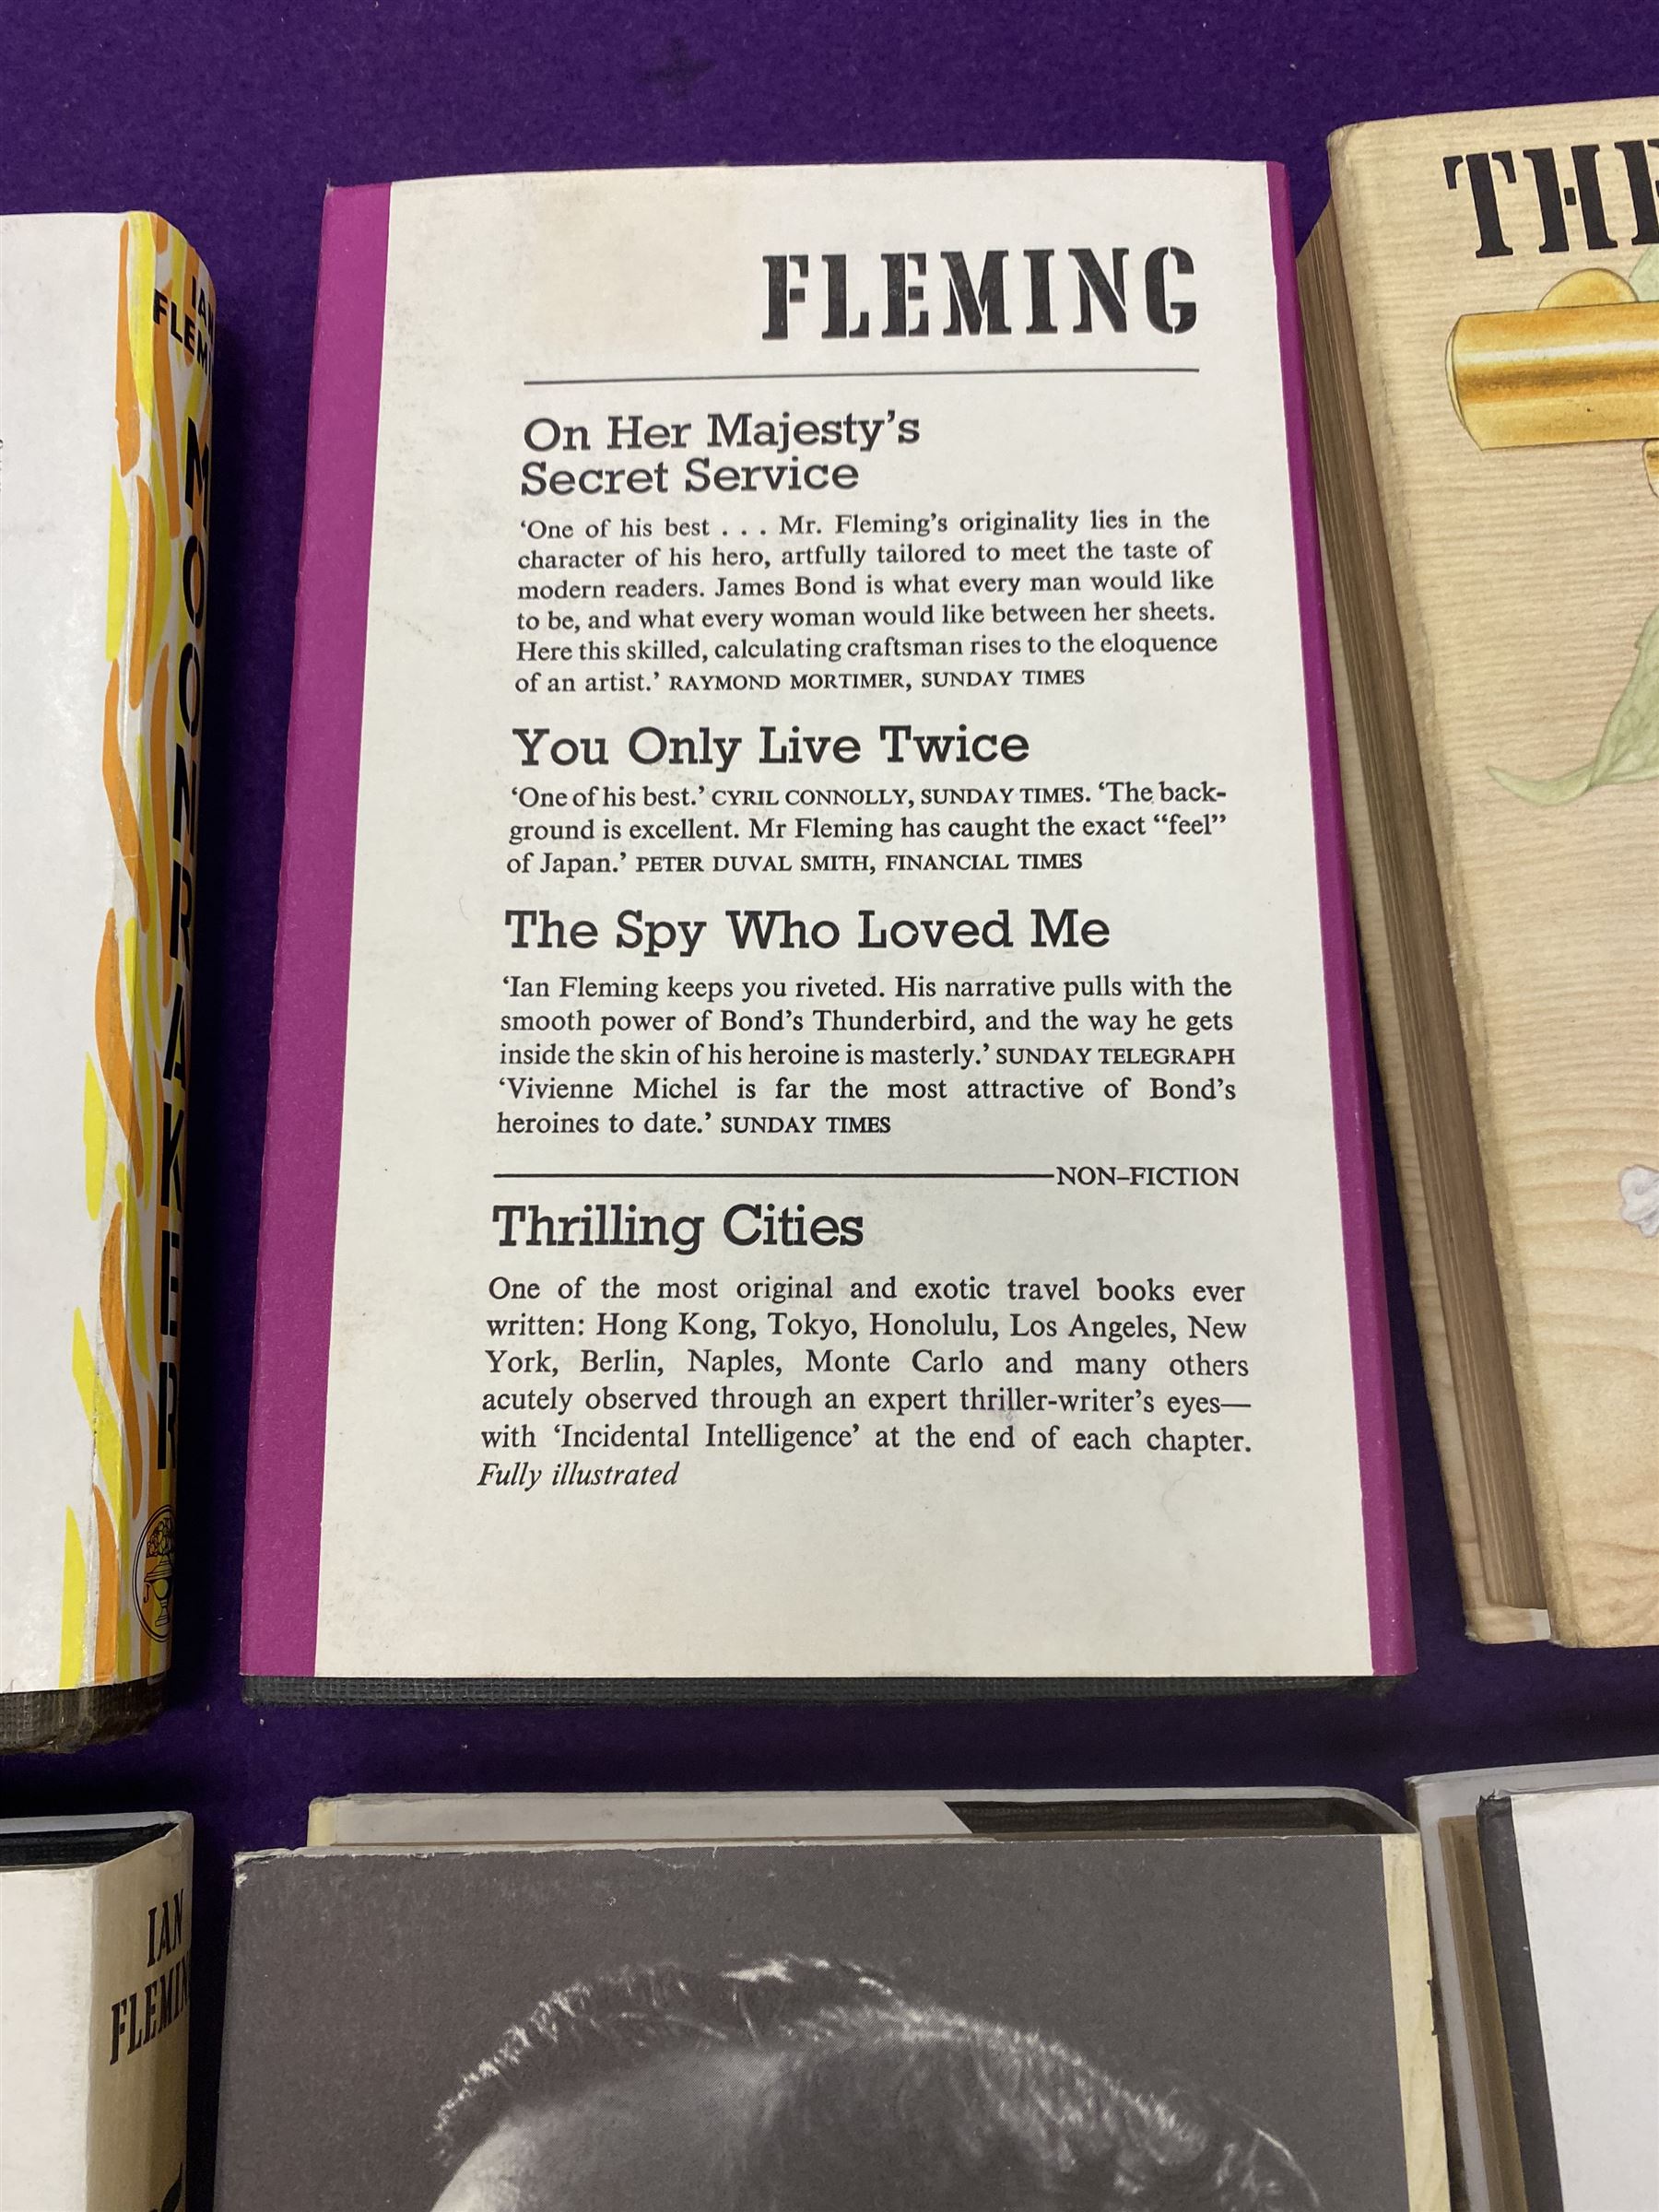 IAN
FLEM
MOONRAKER
FLEMING
On Her Majesty's
Secret Service
‘One of his best . . . Mr. Fleming’s originality lies in the
character of his hero, artfully tailored to meet the taste of
modern readers. James Bond is what every man would like
to be, and what every woman would like between her sheets.
Here this skilled, calculating craftsman rises to the eloquence
of an artist.’ RAYMOND MORTIMER, SUNDAY TIMES
You Only Live Twice
‘One of his best.’ CYRIL CONNOLLY, SUNDAY TIMES. ‘The back-
ground is excellent. Mr Fleming has caught the exact “feel”
of Japan.’ PETER DUVAL SMITH, FINANCIAL TIMES
The Spy Who Loved Me
‘Ian Fleming keeps you riveted. His narrative pulls with the
smooth power of Bond’s Thunderbird, and the way he gets
inside the skin of his heroine is masterly.’ SUNDAY TELEGRAPH
‘Vivienne Michel is far the most attractive of Bond’s
heroines to date.’ SUNDAY TIMES
NON–FICTION
Thrilling Cities
One of the most original and exotic travel books ever
written: Hong Kong, Tokyo, Honolulu, Los Angeles, New
York, Berlin, Naples, Monte Carlo and many others
acutely observed through an expert thriller-writer’s eyes—
with ‘Incidental Intelligence’ at the end of each chapter.
Fully illustrated
THE
IAN
FLEMIN